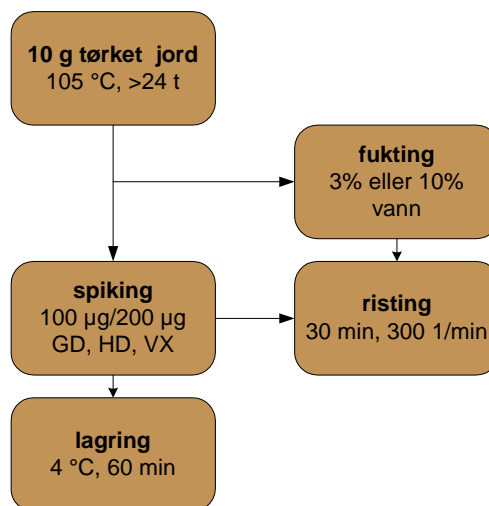 10 g tørket jord
105 °C, >24 t
fukting
3% eller 10%
vann
spiking
100 µg/200 µg
GD, HD, VX
risting
30 min, 300 1/min
lagring
4 °C, 60 min